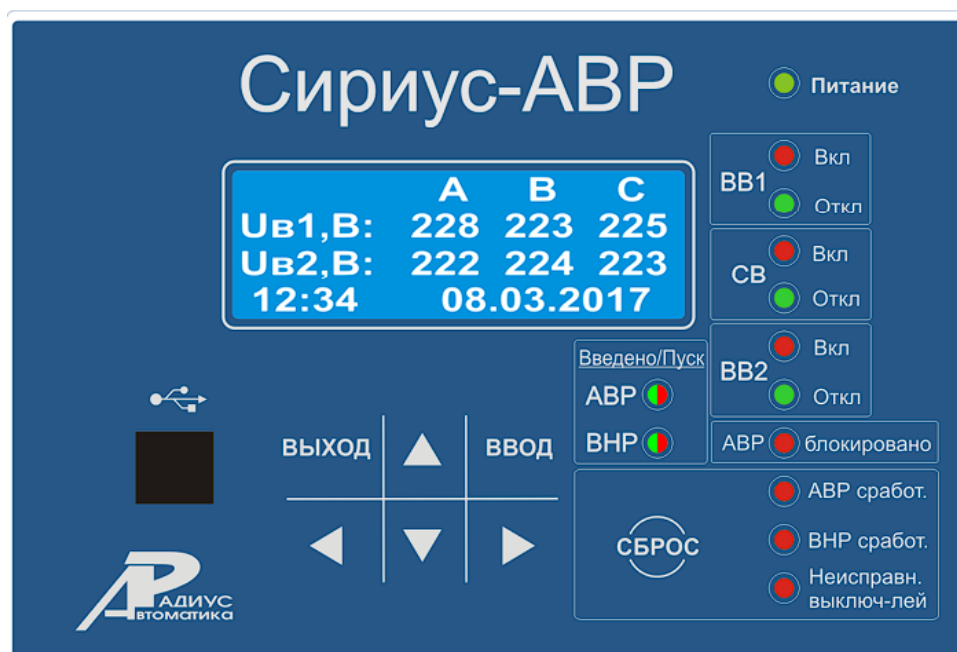 Сириус-АВР
Питание
A B C
Uв1,В: 228 223 225
Uв2,В: 222 224 223
12:34 08.03.2017
ВВ1
Вкл
Откл
СВ
Вкл
Откл
ВВ2
Вкл
Откл
Введено/Пуск
АВР
ВНР
АВР блокировано
ВЫХОД
ВВОД
СБРОС
АВР сработ.
ВНР сработ.
Неисправн.
выключ-лей
РАДИУС
Автоматика